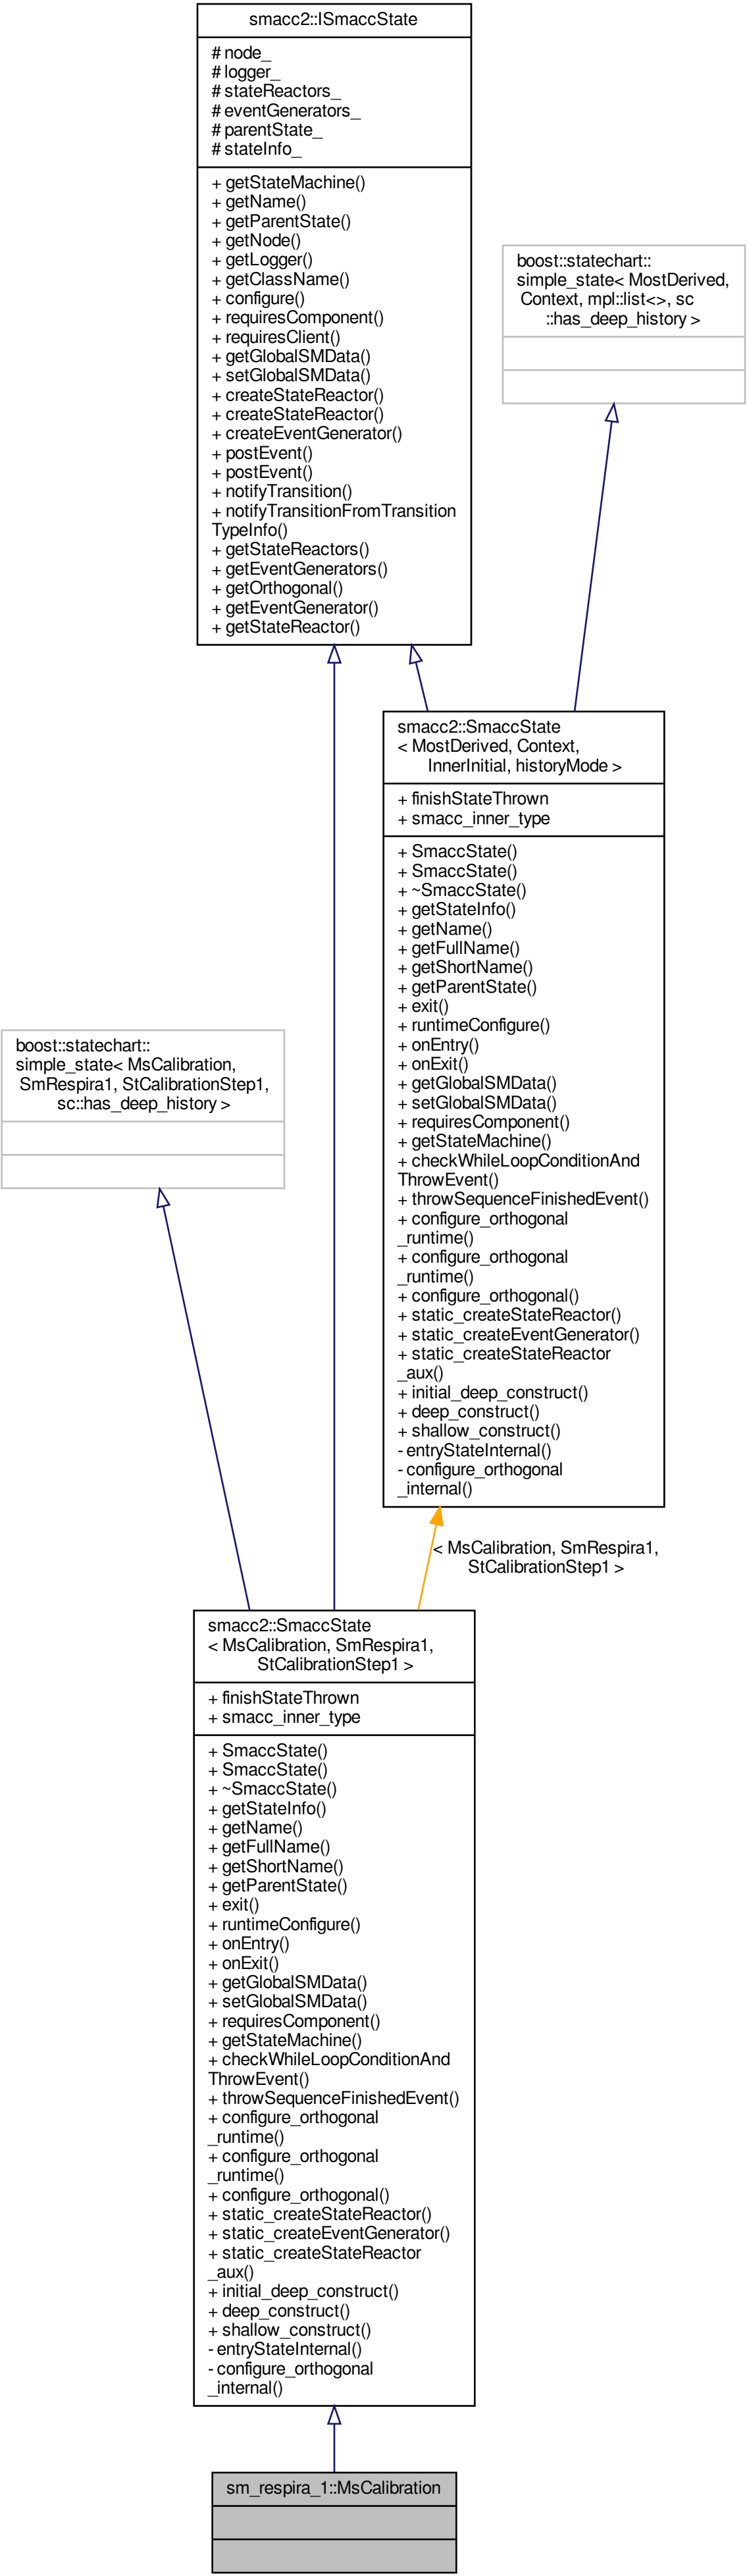 smacc2::ISmaccState
# node_
# logger_
# stateReactors_
# eventGenerators_
# parentState_
# stateInfo_
+ getStateMachine()
+ getName()
+ getParentState()
+ getNode()
+ getLogger()
+ getClassName()
+ configure()
+ requiresComponent()
+ requiresClient()
+ getGlobalSMData()
+ setGlobalSMData()
+ createStateReactor()
+ createStateReactor()
+ createEventGenerator()
+ postEvent()
+ postEvent()
+ notifyTransition()
+ notifyTransitionFromTransition
TypeInfo()
+ getStateReactors()
+ getEventGenerators()
+ getOrthogonal()
+ getEventGenerator()
+ getStateReactor()
boost::statechart::
simple_state< MostDerived,
Context, mpl::list<>, sc
::has_deep_history >
smacc2::SmaccState
< MostDerived, Context,
InnerInitial, historyMode >
+ finishStateThrown
+ smacc_inner_type
+ SmaccState()
+ SmaccState()
+ ~SmaccState()
+ getStateInfo()
+ getName()
+ getFullName()
+ getShortName()
+ getParentState()
+ exit()
+ runtimeConfigure()
+ onEntry()
+ onExit()
+ getGlobalSMData()
+ setGlobalSMData()
+ requiresComponent()
+ getStateMachine()
+ checkWhileLoopConditionAnd
ThrowEvent()
+ throwSequenceFinishedEvent()
+ configure_orthogonal
_runtime()
+ configure_orthogonal
_runtime()
+ configure_orthogonal()
+ static_createStateReactor()
+ static_createEventGenerator()
+ static_createStateReactor
_aux()
+ initial_deep_construct()
+ deep_construct()
+ shallow_construct()
- entryStateInternal()
- configure_orthogonal
_internal()
boost::statechart::
simple_state< MsCalibration,
SmRespira1, StCalibrationStep1,
sc::has_deep_history >
< MsCalibration, SmRespira1,
StCalibrationStep1 >
smacc2::SmaccState
< MsCalibration, SmRespira1,
StCalibrationStep1 >
+ finishStateThrown
+ smacc_inner_type
+ SmaccState()
+ SmaccState()
+ ~SmaccState()
+ getStateInfo()
+ getName()
+ getFullName()
+ getShortName()
+ getParentState()
+ exit()
+ runtimeConfigure()
+ onEntry()
+ onExit()
+ getGlobalSMData()
+ setGlobalSMData()
+ requiresComponent()
+ getStateMachine()
+ checkWhileLoopConditionAnd
ThrowEvent()
+ throwSequenceFinishedEvent()
+ configure_orthogonal
_runtime()
+ configure_orthogonal
_runtime()
+ configure_orthogonal()
+ static_createStateReactor()
+ static_createEventGenerator()
+ static_createStateReactor
_aux()
+ initial_deep_construct()
+ deep_construct()
+ shallow_construct()
- entryStateInternal()
- configure_orthogonal
_internal()
sm_respira_1::MsCalibration